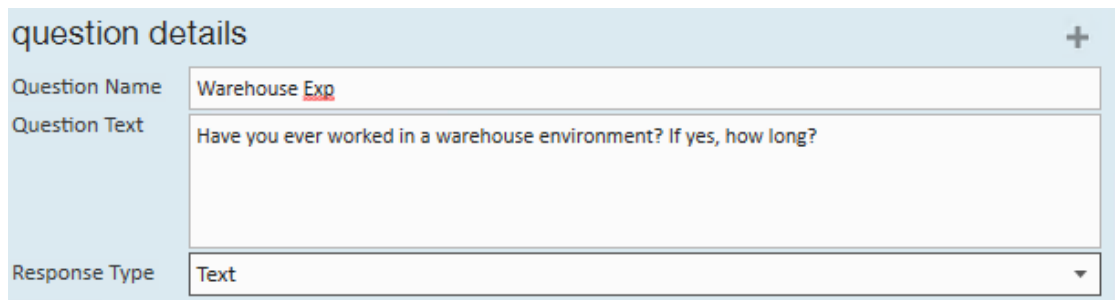 question details
Question Name Warehouse Exp
Question Text Have you ever worked in a warehouse environment? If yes, how long?
Response Type Text